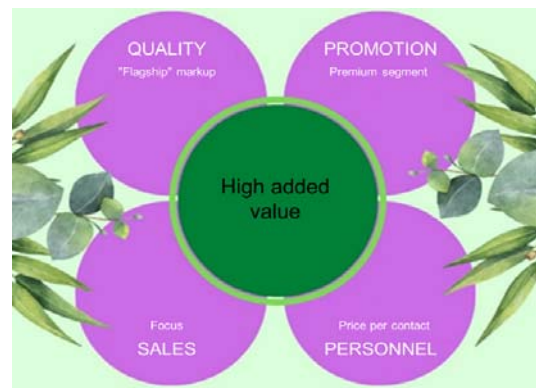 QUALITY
"Flagship" markup
PROMOTION
Premium segment
High added
value
Focus
SALES
Price per contact
PERSONNEL